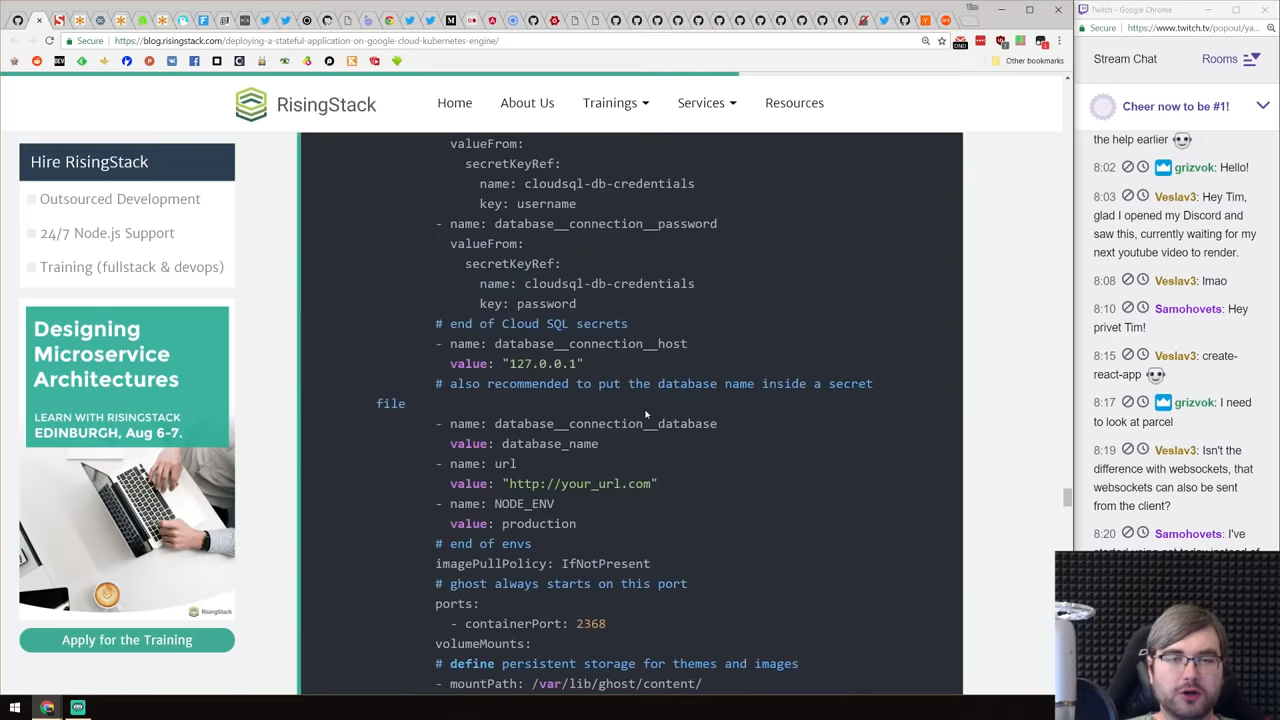 Twitch - Google Chrome
Secure
https://blog.risingstack.com/deploying-a-stateful-application-on-google-cloud-kubernetes-engine/
Secure
https://www.twitch.tv/popout/ya...
Other bookmarks
RisingStack
Home
About Us
Trainings
Services
Resources
Hire RisingStack
Outsourced Development
24/7 Node.js Support
Training (fullstack & devops)
Designing
Microservice
Architectures
LEARN WITH RISINGSTACK
EDINBURGH, Aug 6-7.
RisingStack
Apply for the Training
valueFrom:
secretKeyRef:
name: cloudsql-db-credentials
key: username
- name: database__connection__password
valueFrom:
secretKeyRef:
name: cloudsql-db-credentials
key: password
# end of Cloud SQL secrets
- name: database__connection__host
value: "127.0.0.1"
# also recommended to put the database name inside a secret
file
- name: database__connection__database
value: database_name
- name: url
value: "http://your_url.com"
- name: NODE_ENV
value: production
# end of envs
imagePullPolicy: IfNotPresent
# ghost always starts on this port
ports:
- containerPort: 2368
volumeMounts:
# define persistent storage for themes and images
- mountPath: /var/lib/ghost/content/
Stream Chat
Rooms
Cheer now to be #1!
the help earlier
8:02 grizvok: Hello!
8:03 Veslav3: Hey Tim,
glad I opened my Discord and
saw this, currently waiting for my
next youtube video to render.
8:08 Veslav3: lmao
8:10 Samohovets: Hey
privet Tim!
8:15 Veslav3: create-
react-app
8:17 grizvok: I need
to look at parcel
8:19 Veslav3: Isn't the
difference with websockets, that
websockets can also be sent
from the client?
8:20 Samohovets: I've